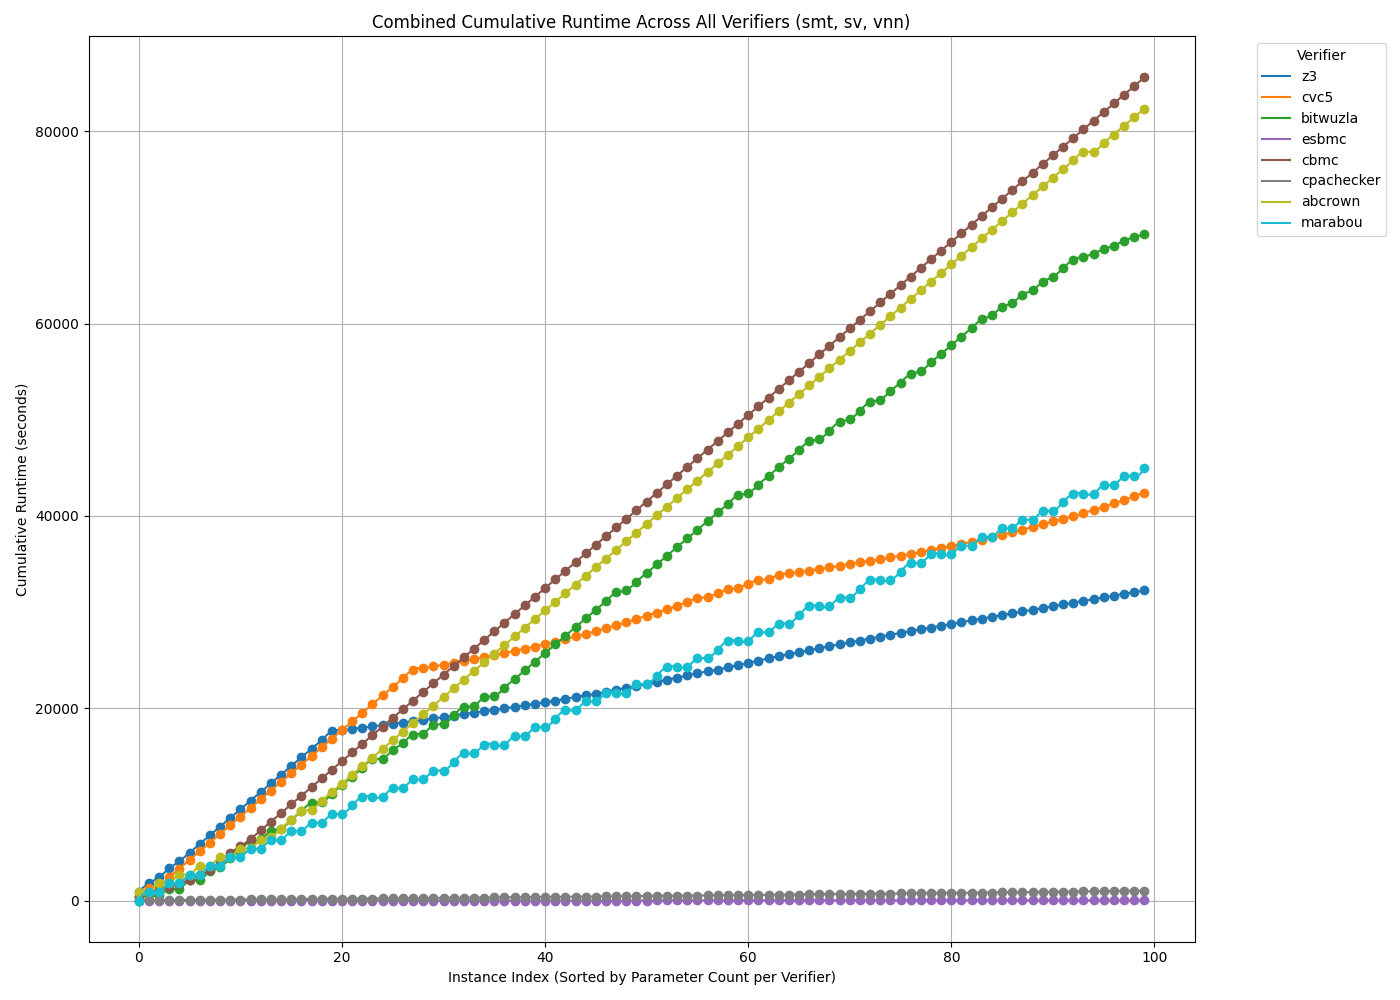 Combined Cumulative Runtime Across All Verifiers (smt, sv, vnn)
Verifier
z3
cvc5
bitwuzla
esbmc
cbmc
cpachecker
abcrown
marabou
Cumulative Runtime (seconds)
80000
60000
40000
20000
0
0 20 40 60 80 100
Instance Index (Sorted by Parameter Count per Verifier)